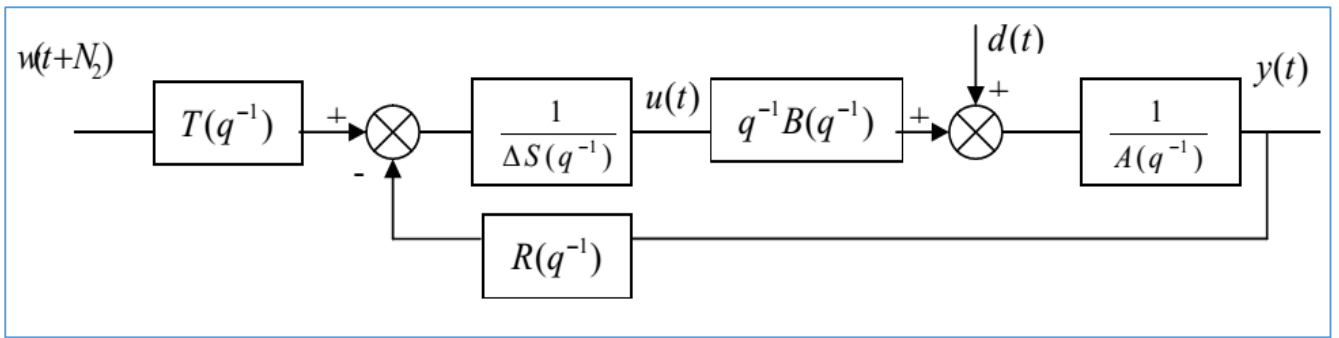 w(t+N₂)
T(q⁻¹)
+
-
1
ΔS(q⁻¹)
u(t)
q⁻¹B(q⁻¹)
+
d(t)
+
1
A(q⁻¹)
y(t)
R(q⁻¹)